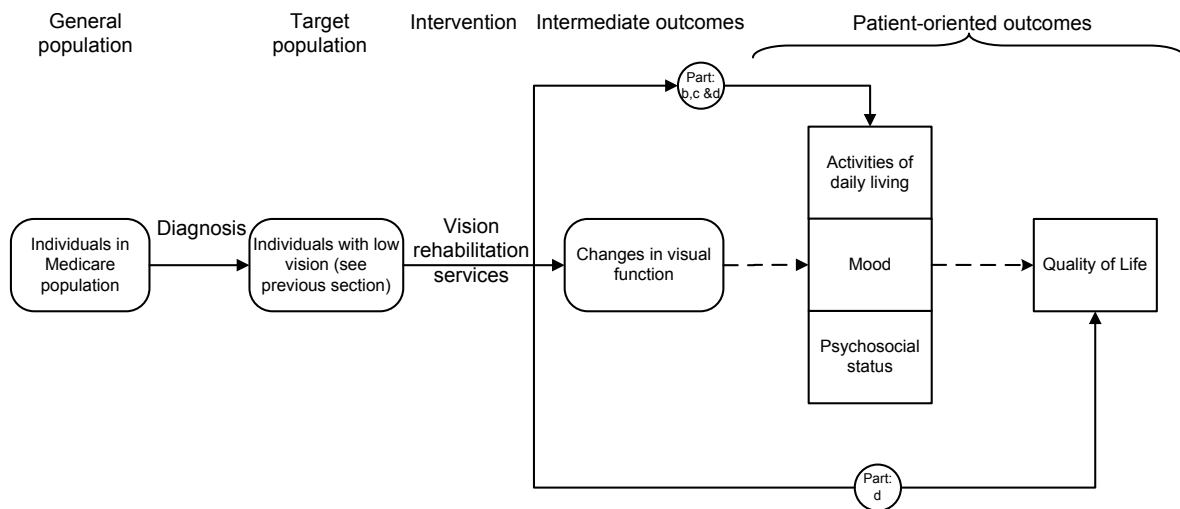 General
population
Target
population
Intervention
Intermediate outcomes
Patient-oriented outcomes
Part:
b,c &d
Activities of
daily living
Diagnosis
Vision
rehabilitation
services
Individuals in
Medicare
population
Individuals with low
vision (see
previous section)
Changes in visual
function
Mood
Quality of Life
Psychosocial
status
Part:
d